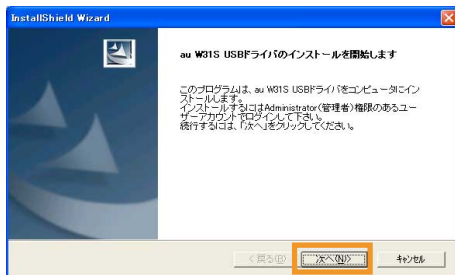 InstallShield Wizard
au W31S USBドライバのインストールを開始します
このプログラムは、au W31S USBドライバをコンピュータにイン
ストールします。
インストールするにはAdministrator(管理者)権限のあるユー
ザーアカウントでログインして下さい。
続行するには、「次へ」をクリックしてください。
< 戻る(B)
次へ(N)>
キャンセル